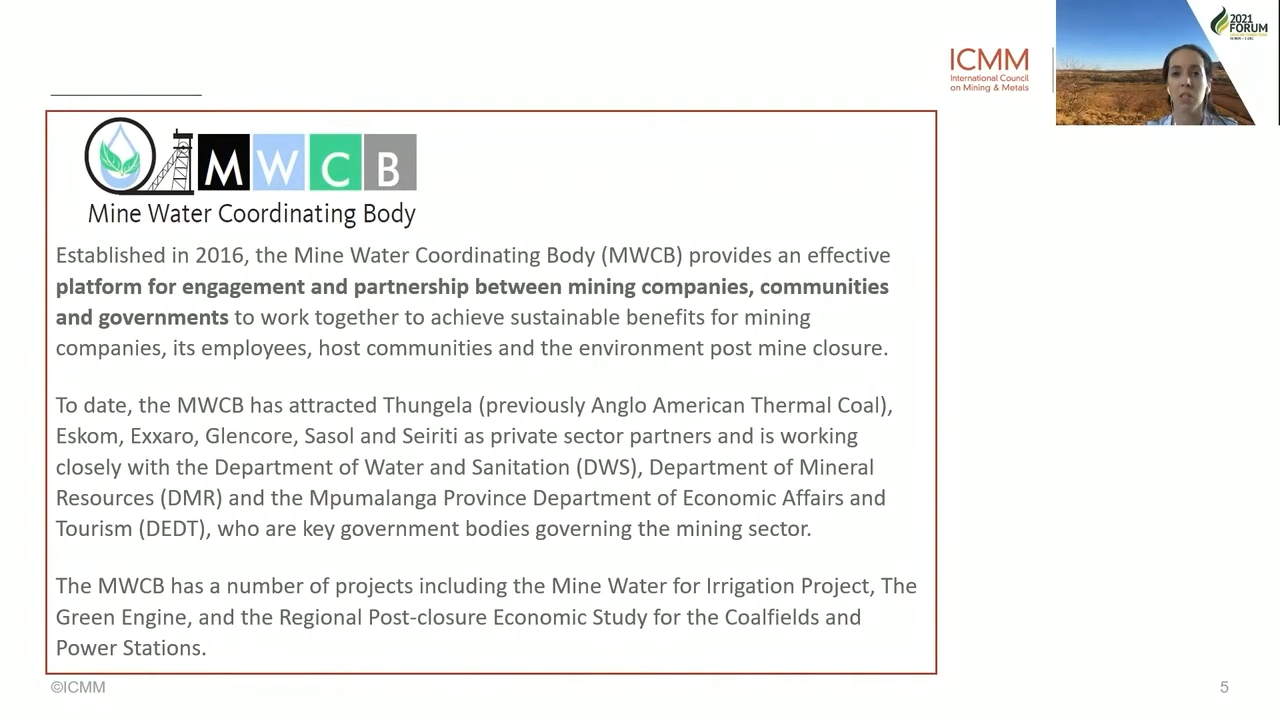 ICMM
International Council
on Mining & Metals
2021
FORUM
MWCB
Mine Water Coordinating Body
Established in 2016, the Mine Water Coordinating Body (MWCB) provides an effective
platform for engagement and partnership between mining companies, communities
and governments to work together to achieve sustainable benefits for mining
companies, its employees, host communities and the environment post mine closure.
To date, the MWCB has attracted Thungela (previously Anglo American Thermal Coal),
Eskom, Exxaro, Glencore, Sasol and Seiriti as private sector partners and is working
closely with the Department of Water and Sanitation (DWS), Department of Mineral
Resources (DMR) and the Mpumalanga Province Department of Economic Affairs and
Tourism (DEDT), who are key government bodies governing the mining sector.
The MWCB has a number of projects including the Mine Water for Irrigation Project, The
Green Engine, and the Regional Post-closure Economic Study for the Coalfields and
Power Stations.
©ICMM
5